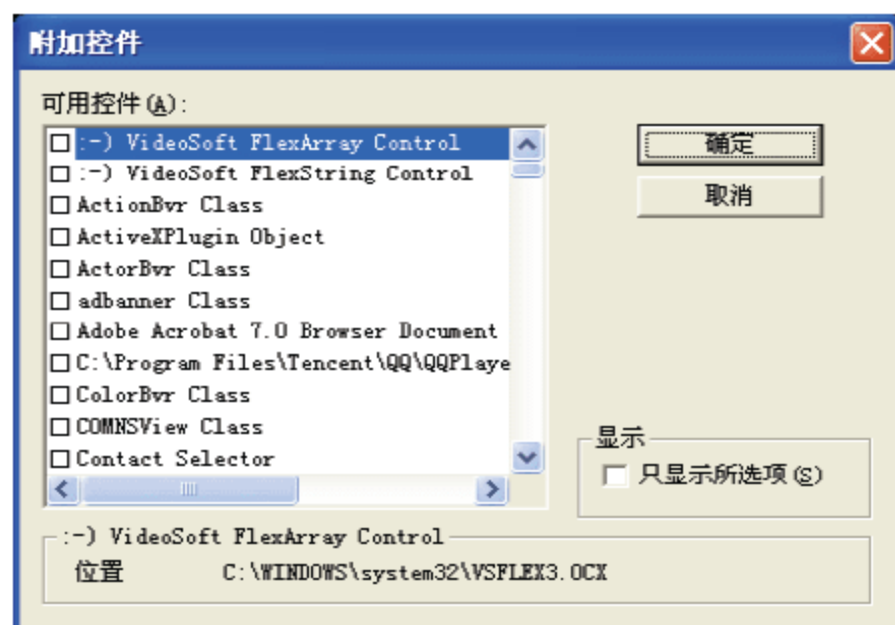 附加控件
可用控件(A):
:-) VideoSoft FlexArray Control
:-) VideoSoft FlexString Control
ActionBvr Class
ActiveXPlugin Object
ActorBvr Class
adbanner Class
Adobe Acrobat 7.0 Browser Document
C:\Program Files\Tencent\QQ\QQPlaye
ColorBvr Class
COMNSView Class
Contact Selector
确定
取消
显示
只显示所选项(S)
:-) VideoSoft FlexArray Control
位置 C:\WINDOWS\system32\VSFLEX3.OCX